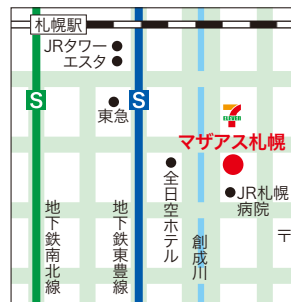 札幌駅
JRタワー
エスタ
S
S
東急
7
ELEVEN
マザアス札幌
全日空ホテル
JR札幌
病院
地下鉄南北線
地下鉄東豊線
創成川
〒